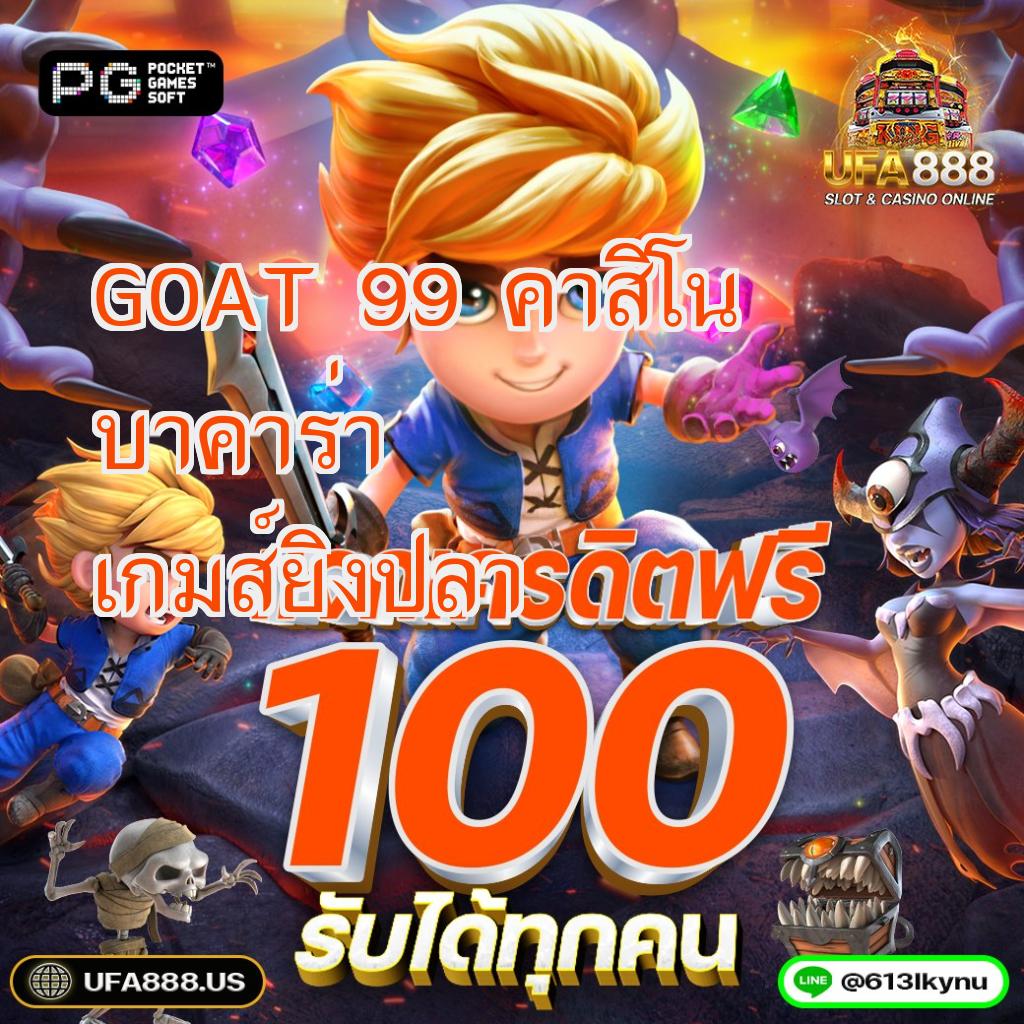 PG POCKET GAMES SOFT™
UFA888
SLOT & CASINO ONLINE
GOAT 99 คาสิโน
บาคาร่า
เกมส์ยิงปลา
เครดิตฟรี
100
รับได้ทุกคน
UFA888.US
LINE @613lkynu